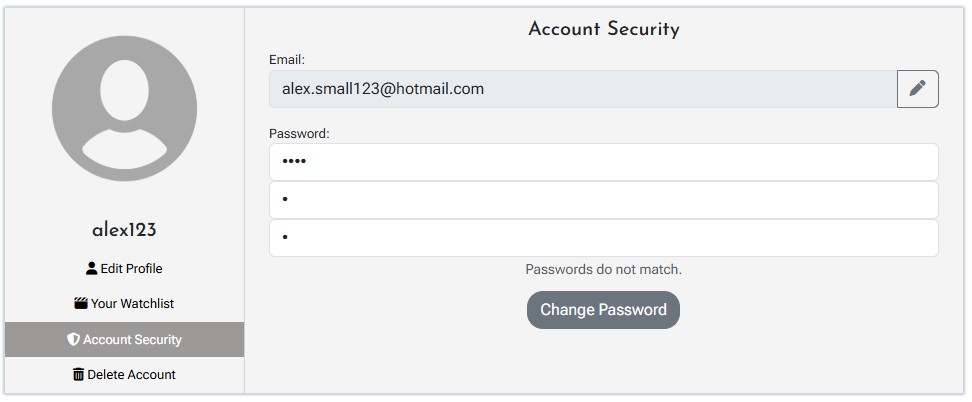 alex123
Edit Profile
Your Watchlist
Account Security
Delete Account
Account Security
Email:
alex.small123@hotmail.com
Password:
••••
•
•
Passwords do not match.
Change Password